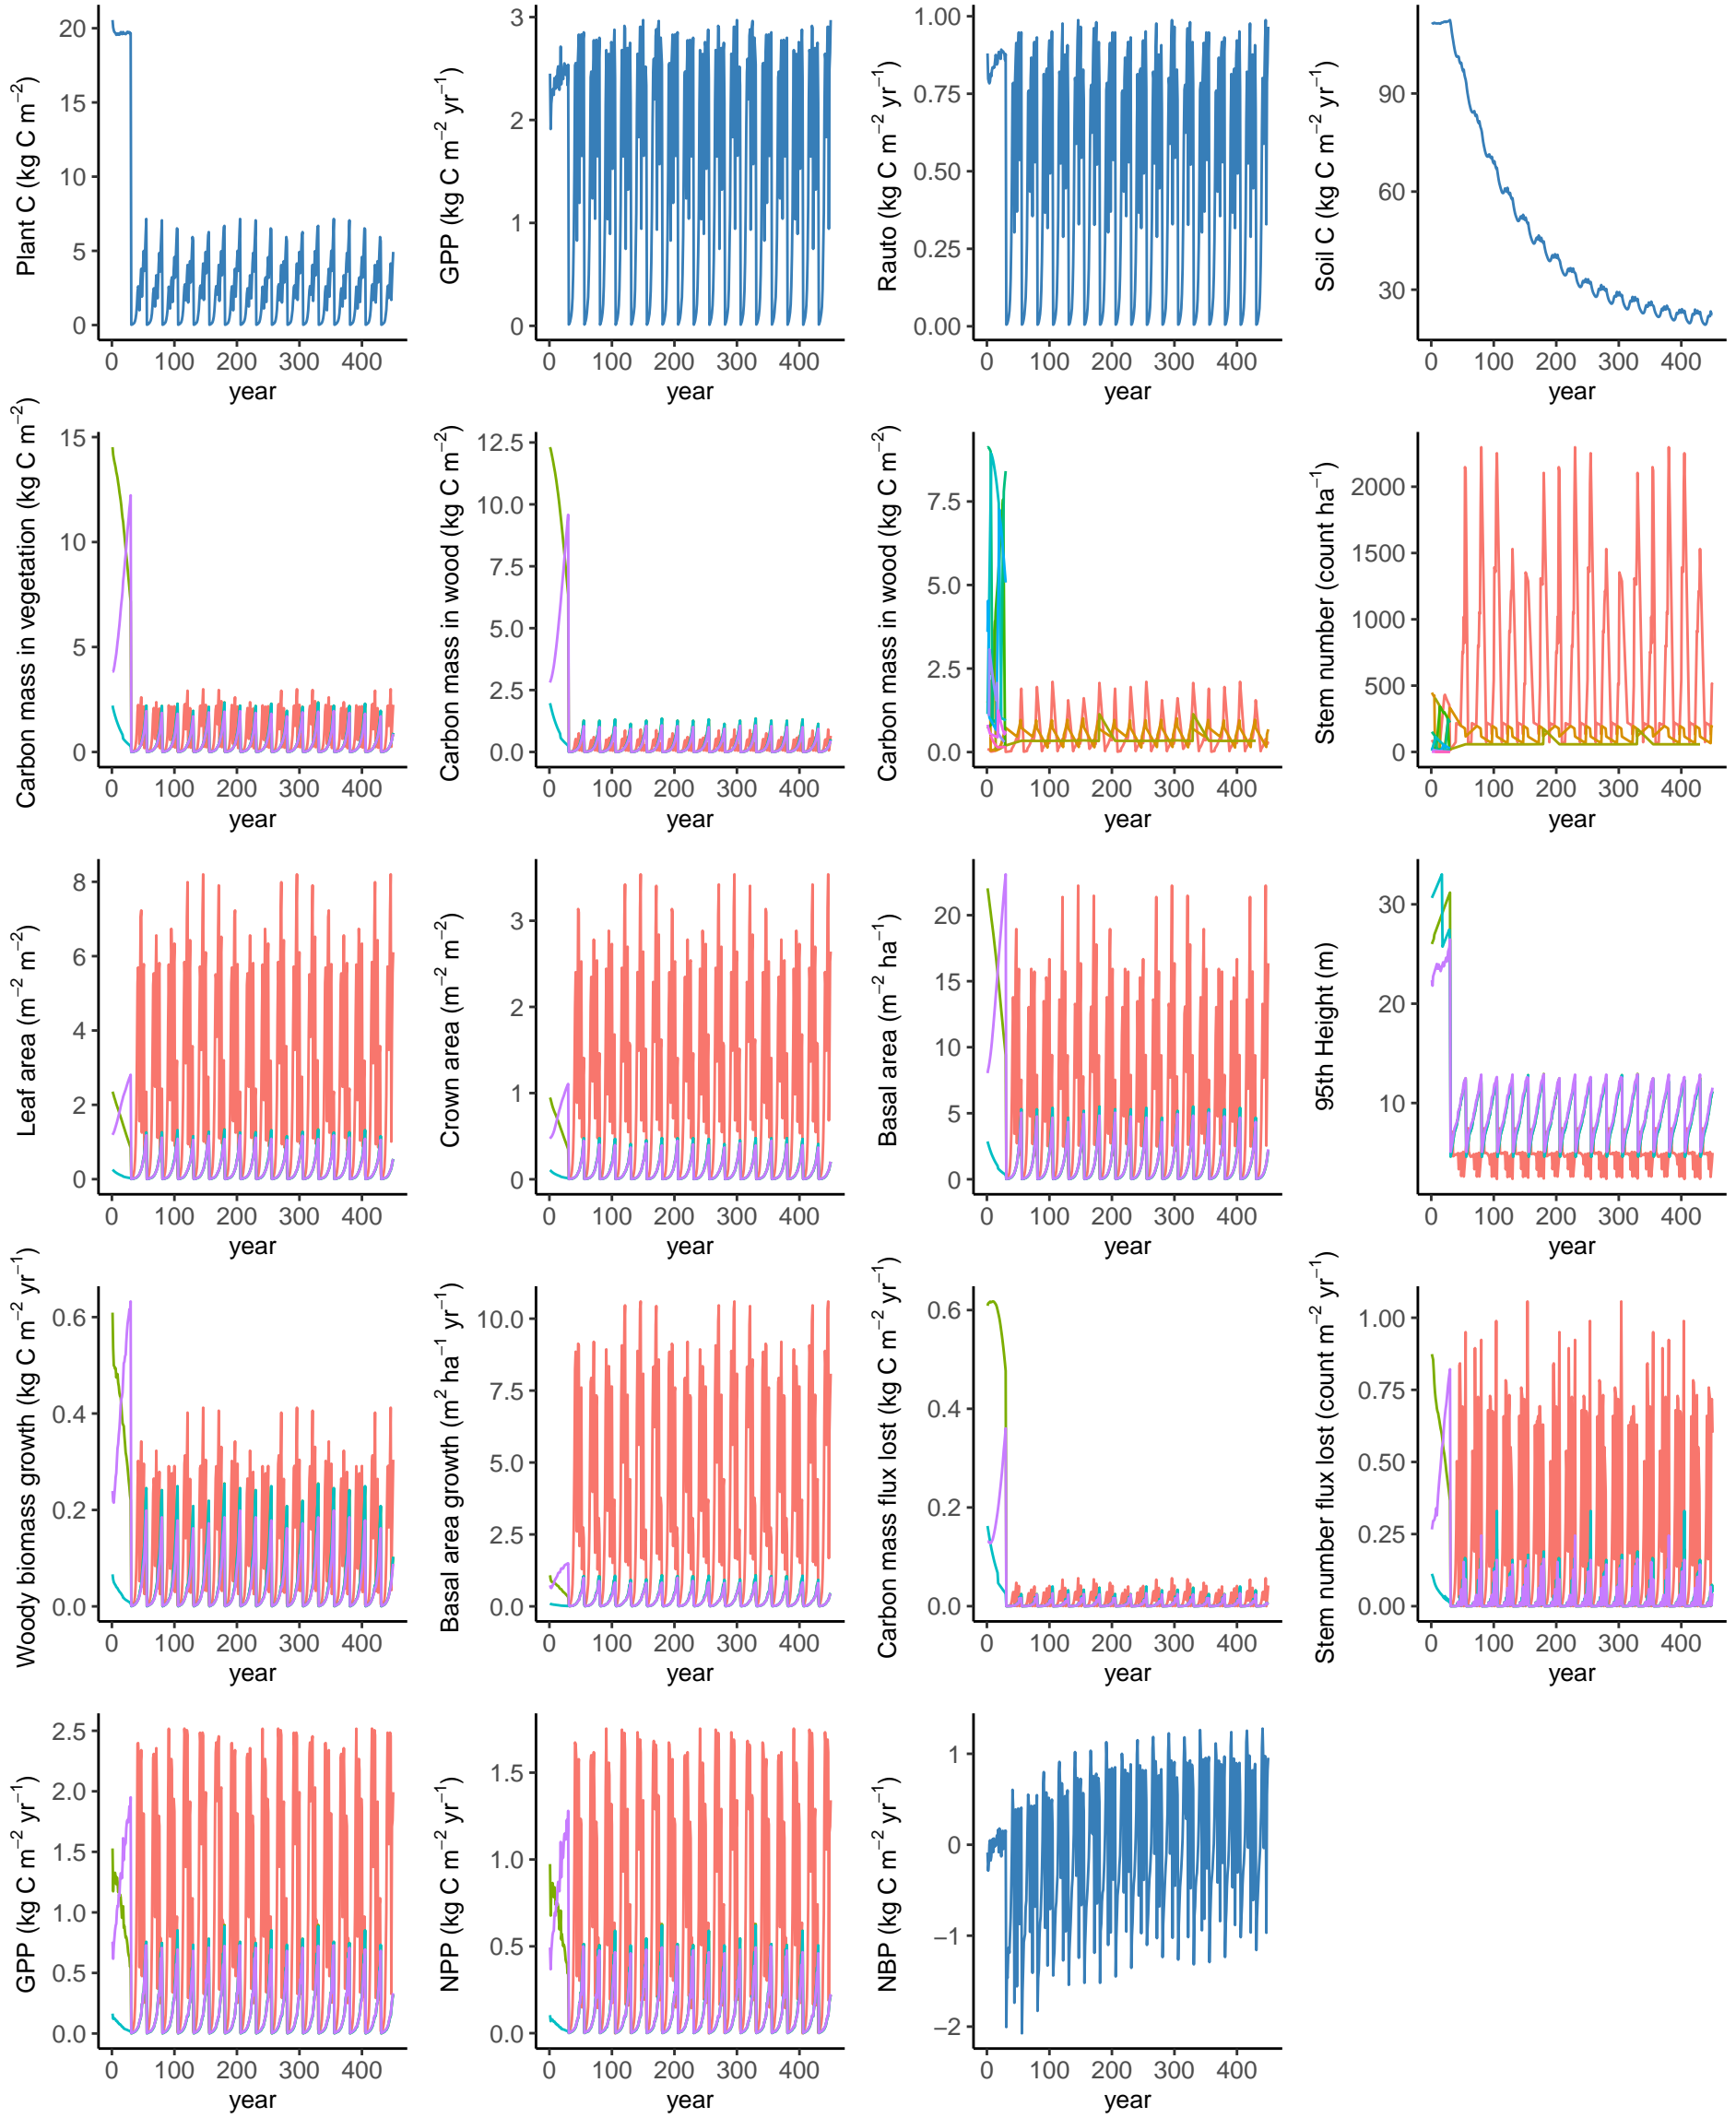 Plant C (kg C m−2)
20
15
10
5
0
0 100 200 300 400
year
GPP (kg C m−2 yr−1)
3
2
1
0
0 100 200 300 400
year
Rauto (kg C m−2 yr−1)
1.00
0.75
0.50
0.25
0.00
0 100 200 300 400
year
Soil C (kg C m−2 yr−1)
90
60
30
0 100 200 300 400
year
Carbon mass in vegetation (kg C m−2)
15
10
5
0
0 100 200 300 400
year
Carbon mass in wood (kg C m−2)
12.5
10.0
7.5
5.0
2.5
0.0
0 100 200 300 400
year
Carbon mass in wood (kg C m−2)
7.5
5.0
2.5
0.0
0 100 200 300 400
year
Stem number (count ha−1)
2000
1500
1000
500
0
0 100 200 300 400
year
Leaf area (m−2 m−2)
8
6
4
2
0
0 100 200 300 400
year
Crown area (m−2 m−2)
3
2
1
0
0 100 200 300 400
year
Basal area (m−2 ha−1)
20
15
10
5
0
0 100 200 300 400
year
95th Height (m)
30
20
10
0 100 200 300 400
year
Woody biomass growth (kg C m−2 yr−1)
0.6
0.4
0.2
0.0
0 100 200 300 400
year
Basal area growth (m2 ha−1 yr−1)
10.0
7.5
5.0
2.5
0.0
0 100 200 300 400
year
Carbon mass flux lost (kg C m−2 yr−1)
0.6
0.4
0.2
0.0
0 100 200 300 400
year
Stem number flux lost (count m−2 yr−1)
1.00
0.75
0.50
0.25
0.00
0 100 200 300 400
year
GPP (kg C m−2 yr−1)
2.5
2.0
1.5
1.0
0.5
0.0
0 100 200 300 400
year
NPP (kg C m−2 yr−1)
1.5
1.0
0.5
0.0
0 100 200 300 400
year
NBP (kg C m−2 yr−1)
1
0
−1
−2
0 100 200 300 400
year